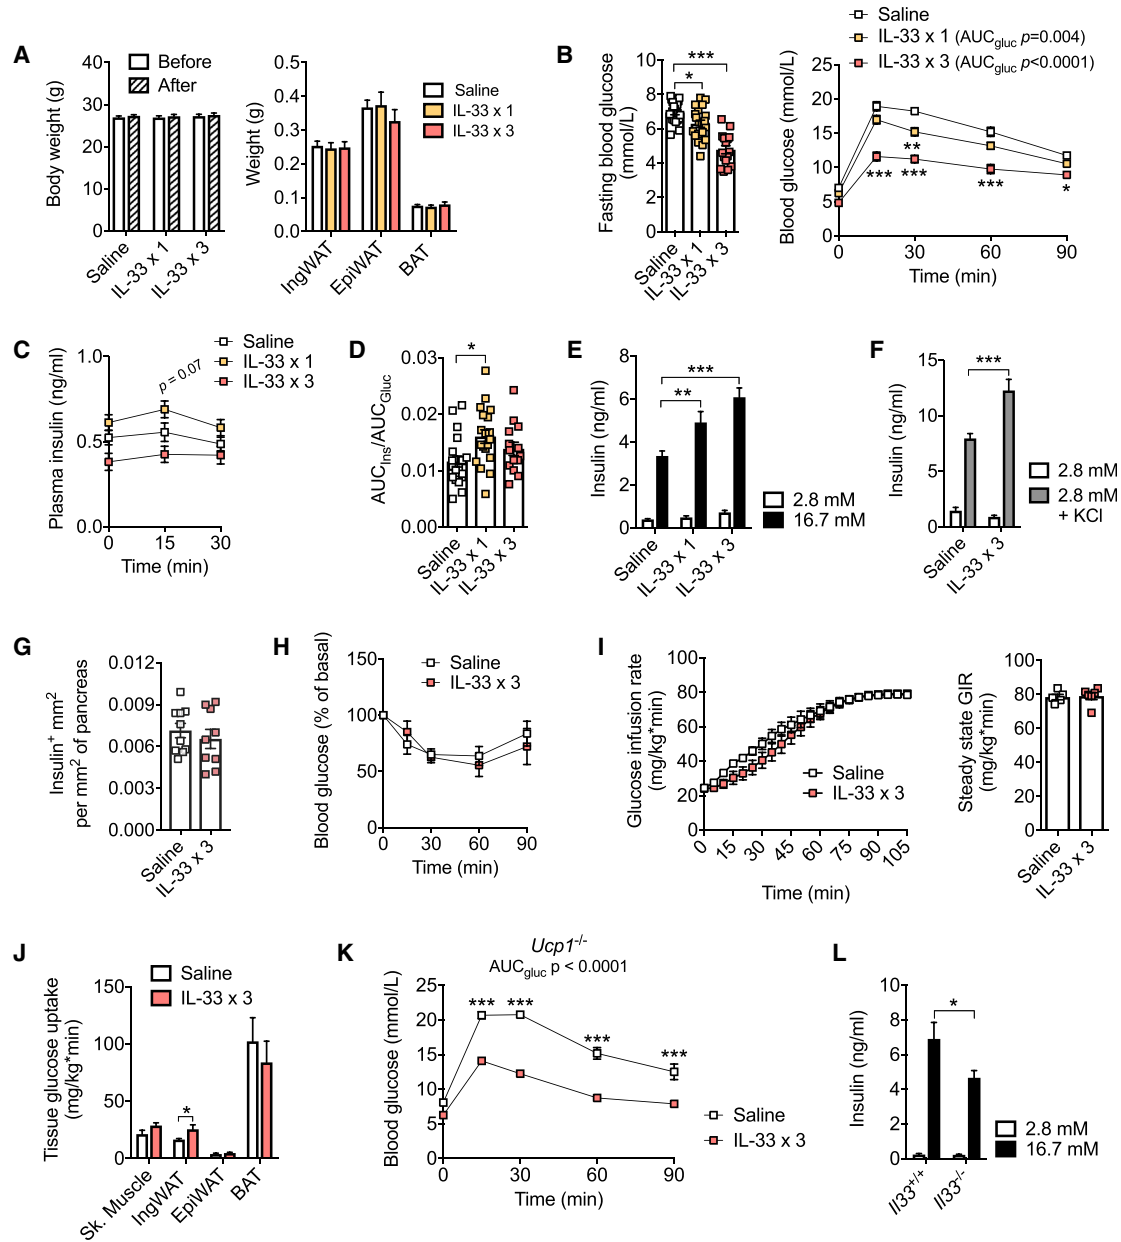 A
Body weight (g)
40
30
20
10
0
Before
After
Saline
IL-33 x 1
IL-33 x 3
Weight (g)
0.5
0.4
0.3
0.2
0.1
0.0
Saline
IL-33 x 1
IL-33 x 3
IngWAT
EpiWAT
BAT
B
Fasting blood glucose
(mmol/L)
10
8
6
4
2
0
***
*
Saline
IL-33 x 1
IL-33 x 3
Saline
IL-33 x 1 (AUCgluc p=0.004)
IL-33 x 3 (AUCgluc p<0.0001)
Blood glucose (mmol/L)
25
20
15
10
5
0
**
***
***
***
*
0
30
60
90
Time (min)
C
Plasma insulin (ng/ml)
1.0
0.5
0.0
Saline
IL-33 x 1
IL-33 x 3
p = 0.07
0
15
30
Time (min)
D
AUCIns/AUCGluc
0.03
0.02
0.01
0.00
*
Saline
IL-33 x 1
IL-33 x 3
E
Insulin (ng/ml)
8
6
4
2
0
***
**
2.8 mM
16.7 mM
Saline
IL-33 x 1
IL-33 x 3
F
Insulin (ng/ml)
15
10
5
0
***
2.8 mM
2.8 mM
+ KCl
Saline
IL-33 x 3
G
Insulin+ mm2
per mm2 of pancreas
0.012
0.009
0.006
0.003
0.000
Saline
IL-33 x 3
H
Blood glucose (% of basal)
150
100
50
0
Saline
IL-33 x 3
0
30
60
90
Time (min)
I
Glucose infusion rate
(mg/kg*min)
100
80
60
40
20
0
Saline
IL-33 x 3
0
15
30
45
60
75
90
105
Time (min)
Steady state GIR
(mg/kg*min)
100
80
60
40
20
0
Saline
IL-33 x 3
J
Tissue glucose uptake
(mg/kg*min)
150
100
50
0
Saline
IL-33 x 3
*
Sk. Muscle
IngWAT
EpiWAT
BAT
K
Ucp1-/-
AUCgluc p < 0.0001
Blood glucose (mmol/L)
25
20
15
10
5
0
***
***
***
***
Saline
IL-33 x 3
0
30
60
90
Time (min)
L
Insulin (ng/ml)
10
8
6
4
2
0
*
2.8 mM
16.7 mM
Il33+/+
Il33-/-